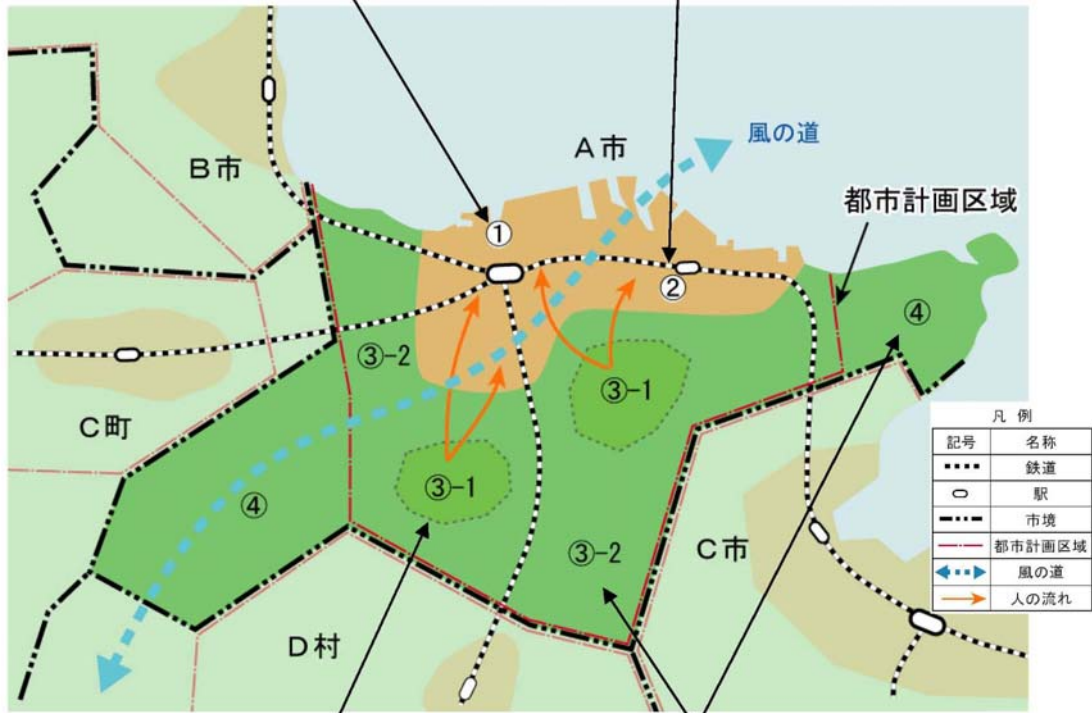 風の道
A市
B市
都市計画区域
①
②
④
③-2
③-1
C町
③-1
④
③-2
C市
D村
凡 例
記号 名称
鉄道
駅
市境
都市計画区域
風の道
人の流れ